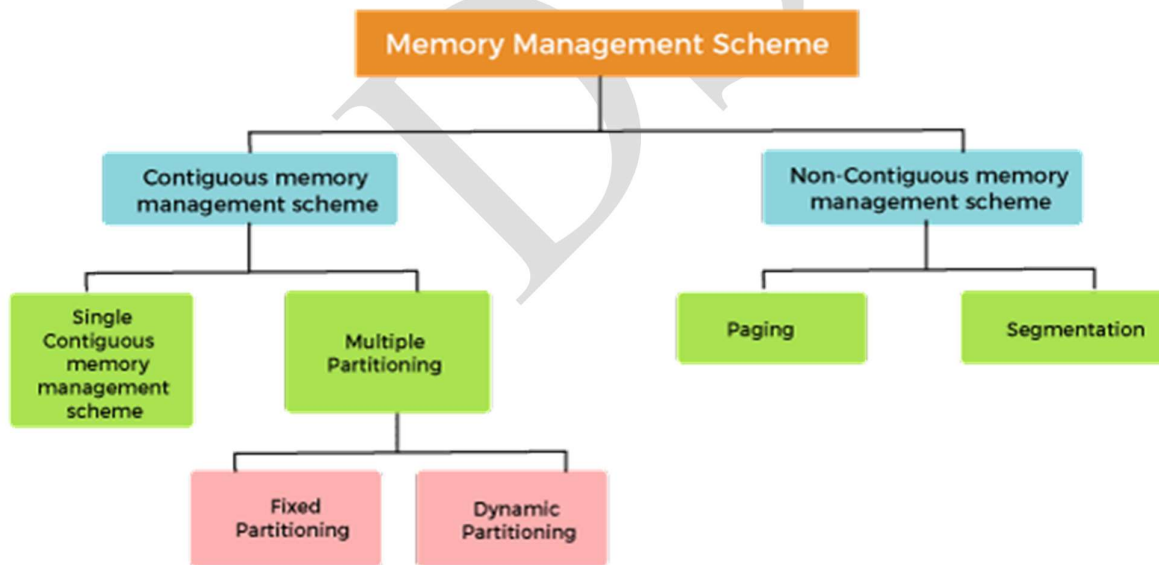 Memory Management Scheme
Contiguous memory
management scheme
Non-Contiguous memory
management scheme
Single
Contiguous
memory
management
scheme
Multiple
Partitioning
Paging
Segmentation
Fixed
Partitioning
Dynamic
Partitioning